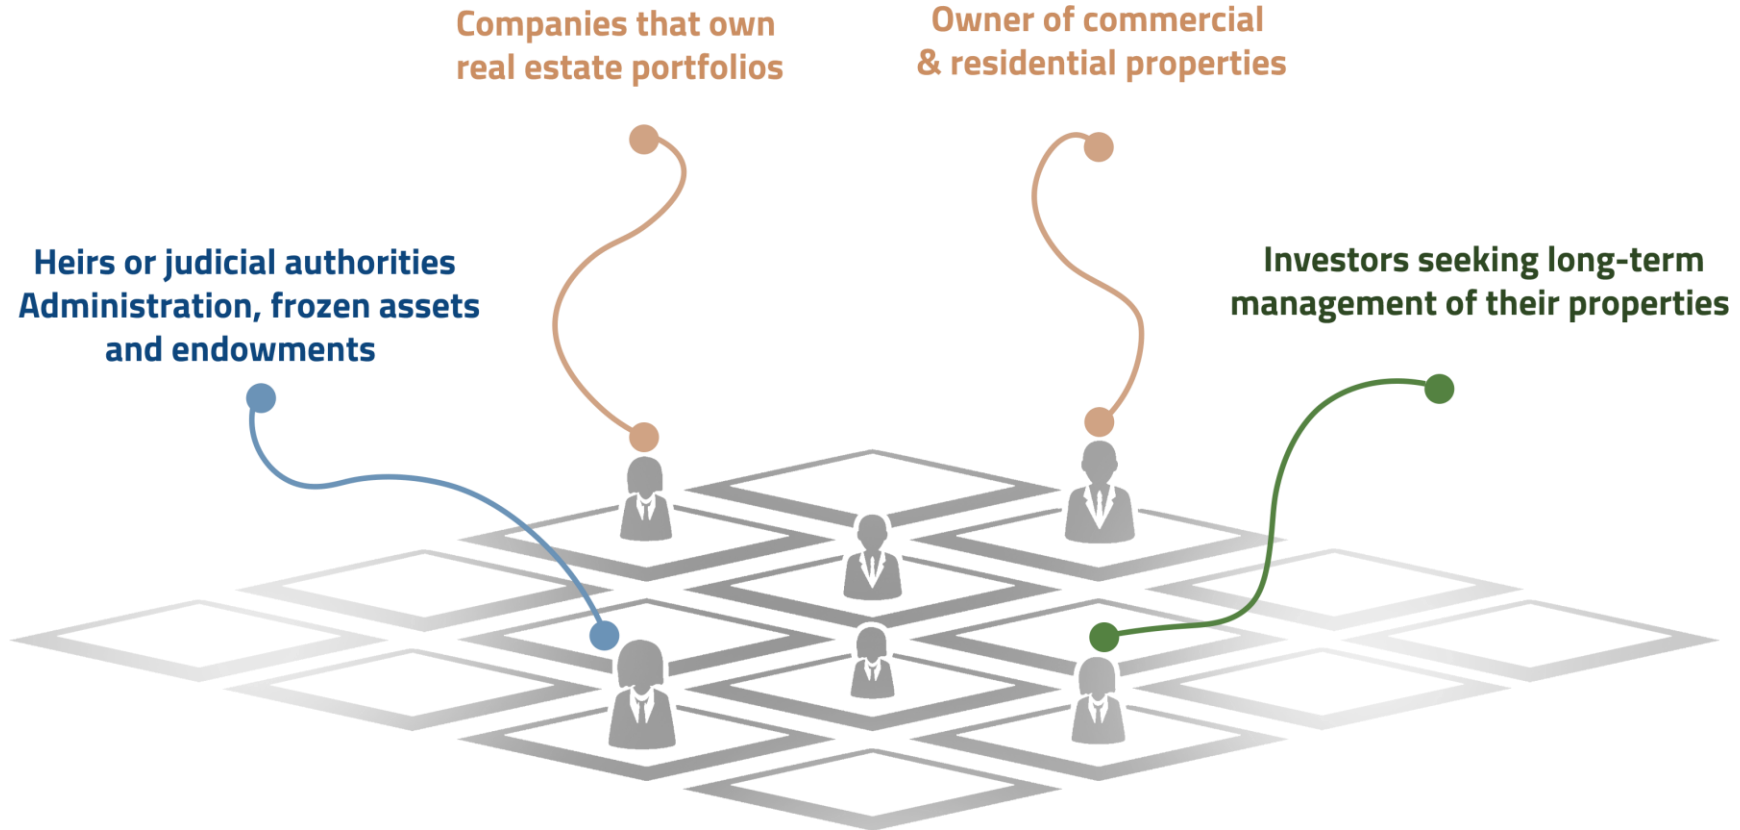 Companies that own
real estate portfolios
Owner of commercial
& residential properties
Heirs or judicial authorities
Administration, frozen assets
and endowments
Investors seeking long-term
management of their properties